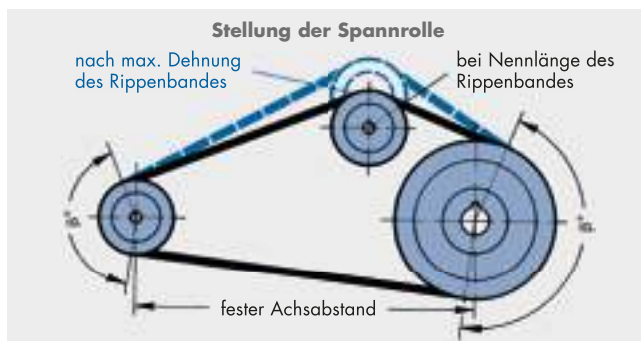 Stellung der Spannrolle
nach max. Dehnung
des Rippenbandes
bei Nennlänge des
Rippenbandes
β°
β°
fester Achsabstand